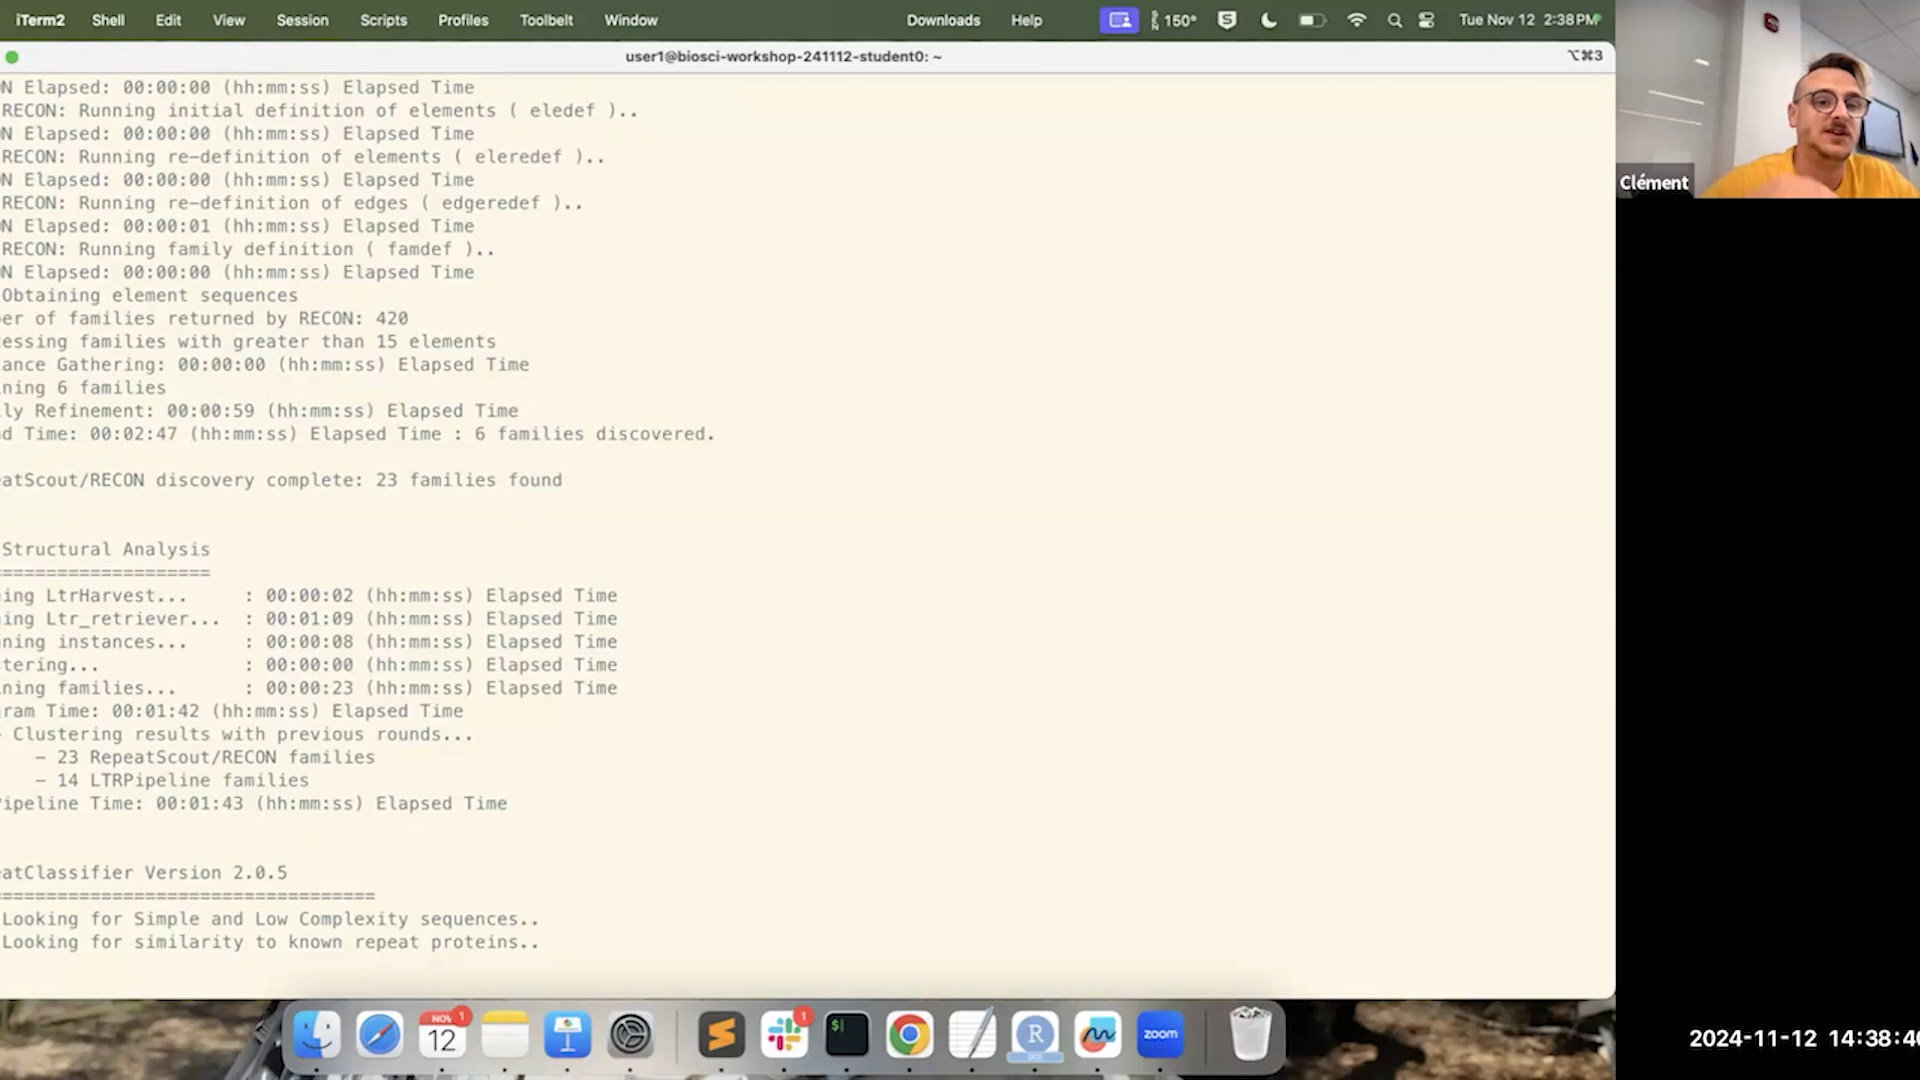 iTerm2 Shell Edit View Session Scripts Profiles Toolbelt Window Downloads Help 150° Tue Nov 12 2:38 PM
user1@biosci-workshop-241112-student0: ~ ⌥⌘3
N Elapsed: 00:00:00 (hh:mm:ss) Elapsed Time
RECON: Running initial definition of elements ( eledef )..
N Elapsed: 00:00:00 (hh:mm:ss) Elapsed Time
RECON: Running re-definition of elements ( eleredef )..
N Elapsed: 00:00:00 (hh:mm:ss) Elapsed Time
RECON: Running re-definition of edges ( edgeredef )..
N Elapsed: 00:00:01 (hh:mm:ss) Elapsed Time
RECON: Running family definition ( famdef )..
N Elapsed: 00:00:00 (hh:mm:ss) Elapsed Time
Obtaining element sequences
er of families returned by RECON: 420
essing families with greater than 15 elements
ance Gathering: 00:00:00 (hh:mm:ss) Elapsed Time
ning 6 families
ly Refinement: 00:00:59 (hh:mm:ss) Elapsed Time
d Time: 00:02:47 (hh:mm:ss) Elapsed Time : 6 families discovered.
atScout/RECON discovery complete: 23 families found
Structural Analysis
===================
ing LtrHarvest... : 00:00:02 (hh:mm:ss) Elapsed Time
ing Ltr_retriever... : 00:01:09 (hh:mm:ss) Elapsed Time
ning instances... : 00:00:08 (hh:mm:ss) Elapsed Time
tering... : 00:00:00 (hh:mm:ss) Elapsed Time
ning families... : 00:00:23 (hh:mm:ss) Elapsed Time
ram Time: 00:01:42 (hh:mm:ss) Elapsed Time
- Clustering results with previous rounds...
- 23 RepeatScout/RECON families
- 14 LTRPipeline families
ipeline Time: 00:01:43 (hh:mm:ss) Elapsed Time
atClassifier Version 2.0.5
==================================
Looking for Simple and Low Complexity sequences..
Looking for similarity to known repeat proteins..
Clément
NOV 1
12
1
$
R
zoom
2024-11-12 14:38:40